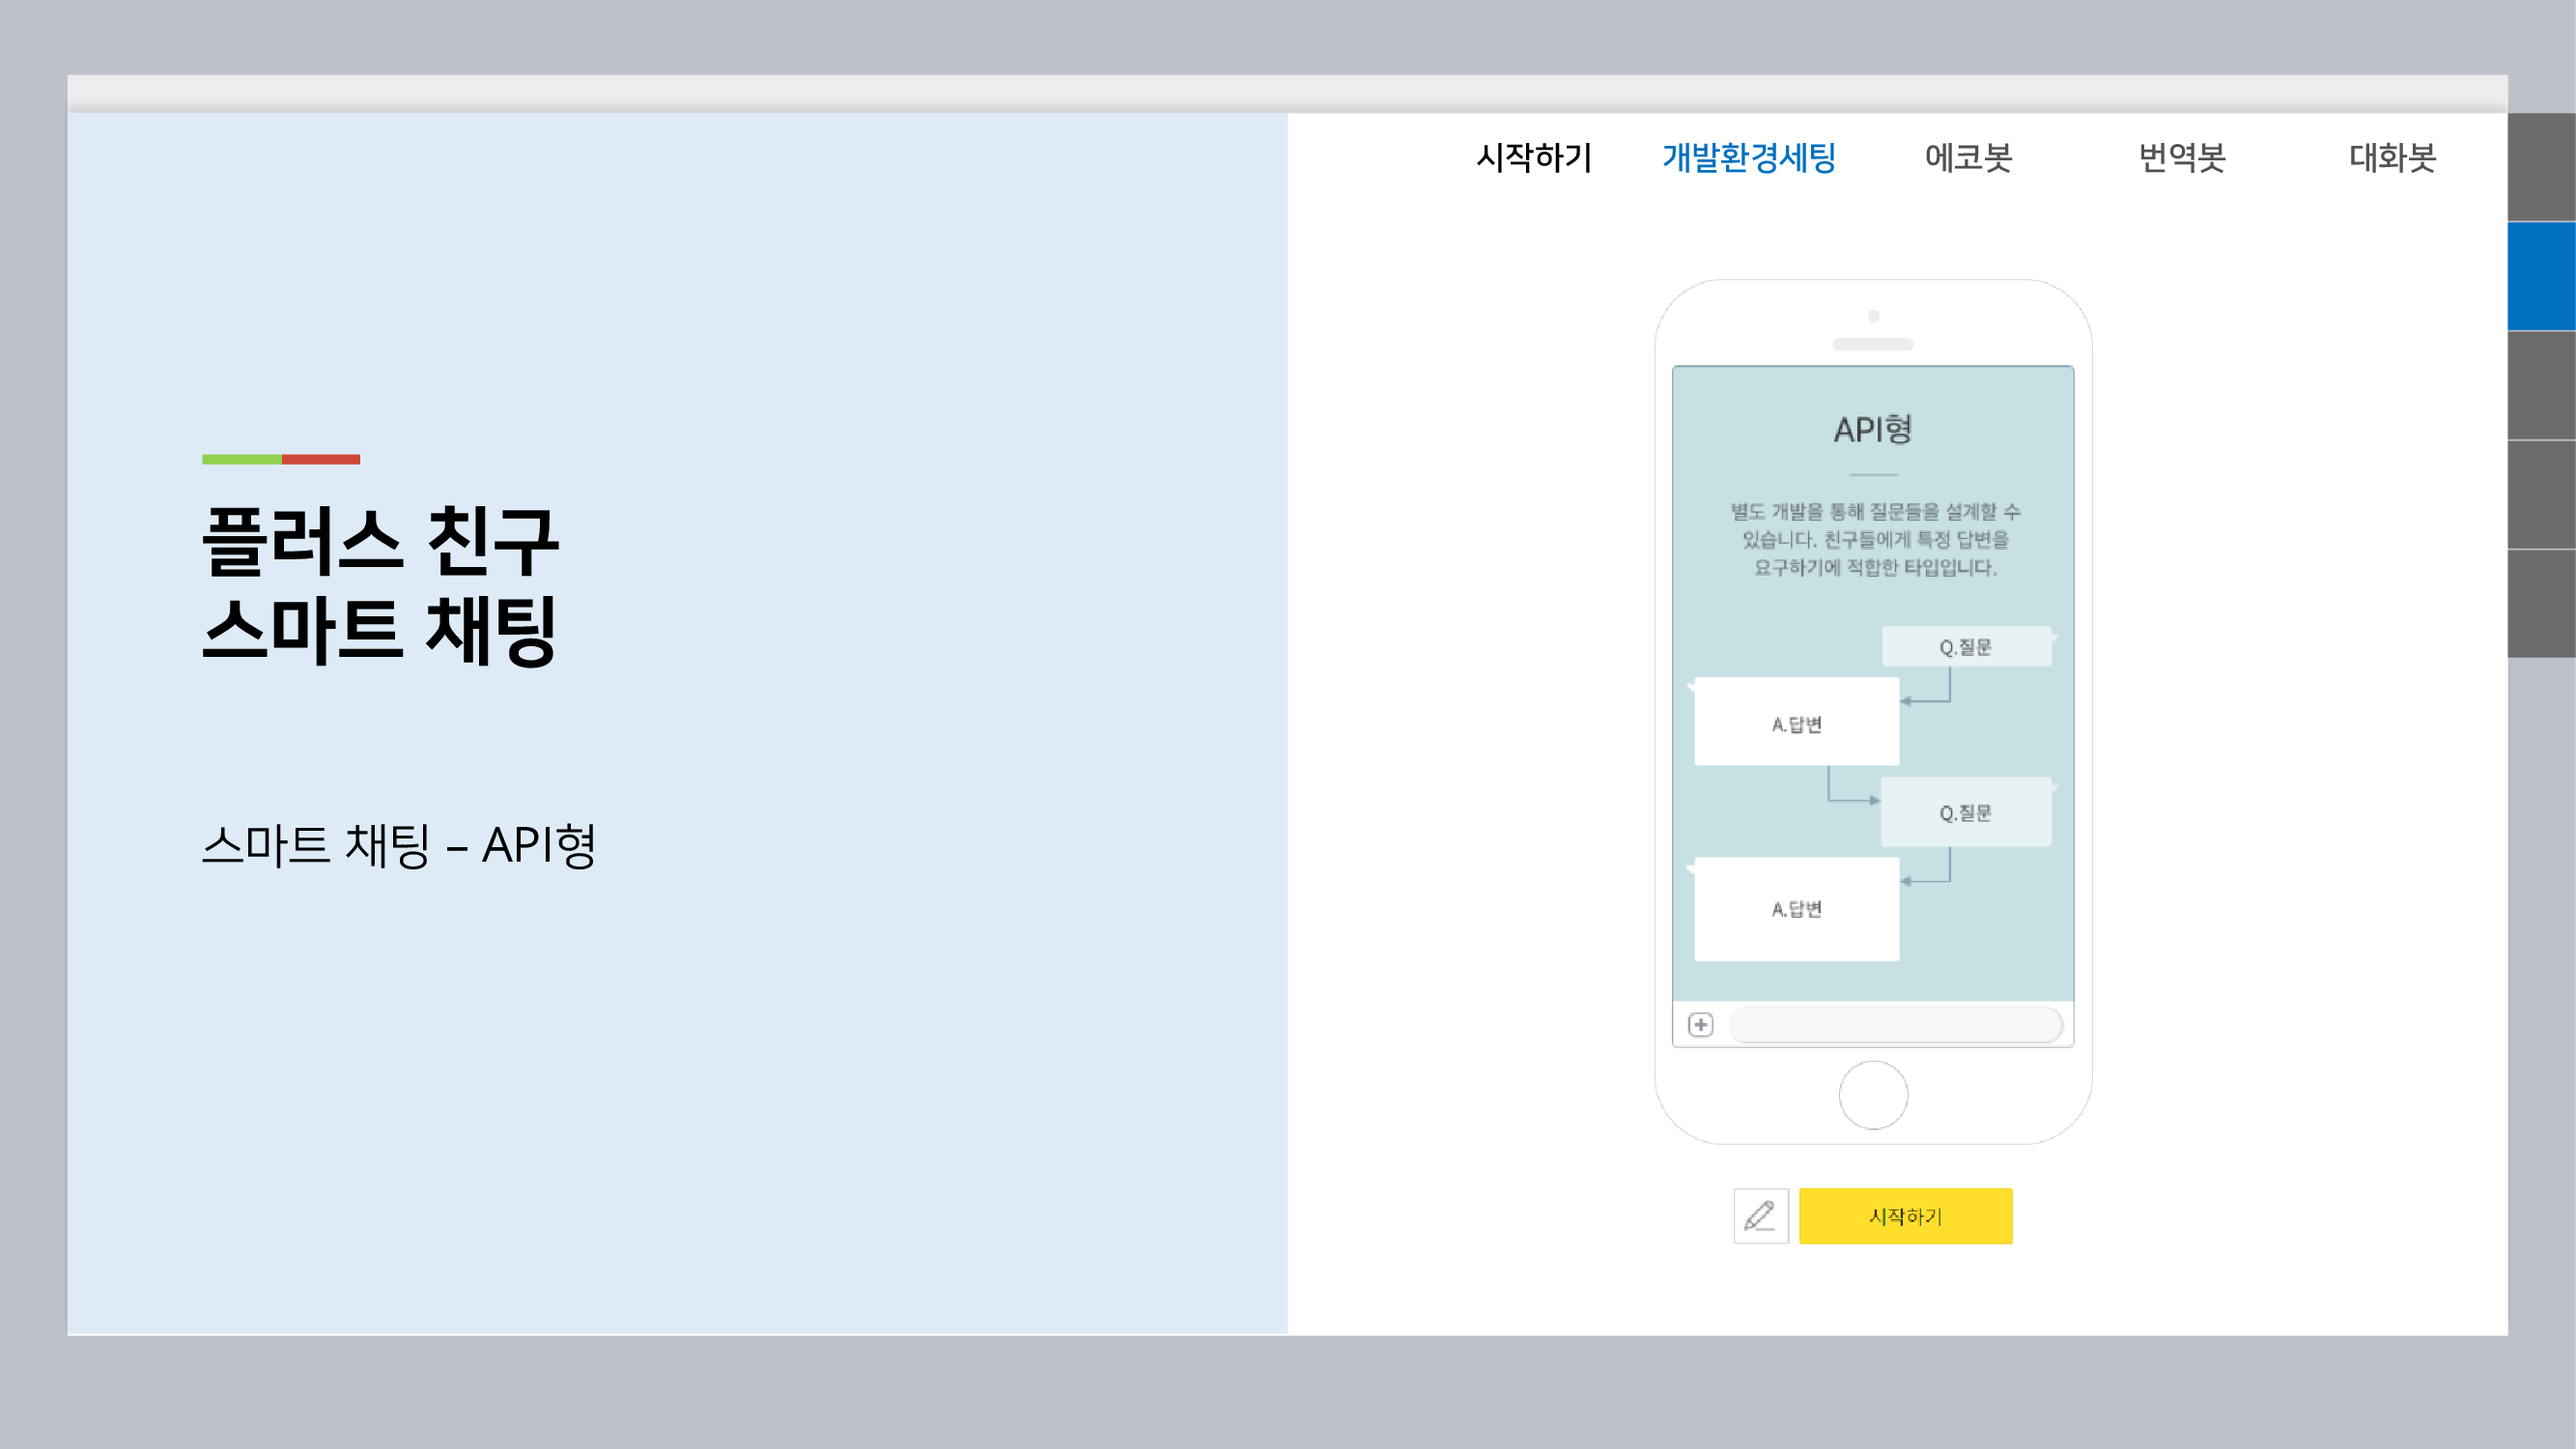 시작하기 개발환경세팅 에코봇 번역봇 대화봇
플러스 친구
스마트 채팅
스마트 채팅 – API형
API형
별도 개발을 통해 질문들을 설계할 수
있습니다. 친구들에게 특정 답변을
요구하기에 적합한 타입입니다.
Q.질문
A.답변
Q.질문
A.답변
시작하기